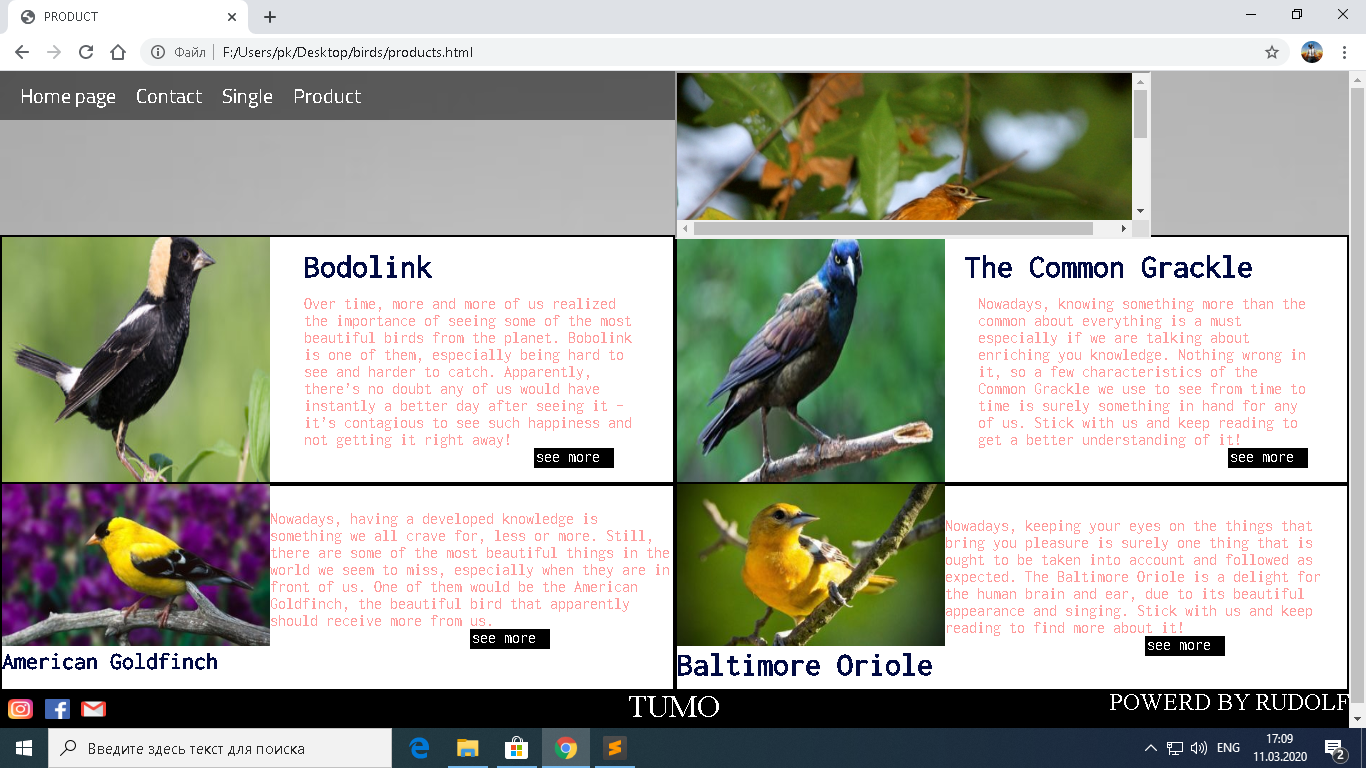 PRODUCT
Файл
F:/Users/pk/Desktop/birds/products.html
Home page Contact Single Product
Bodolink
Over time, more and more of us realized
the importance of seeing some of the most
beautiful birds from the planet. Bobolink
is one of them, especially being hard to
see and harder to catch. Apparently,
there's no doubt any of us would have
instantly a better day after seeing it –
it's contagious to see such happiness and
not getting it right away!
see more
The Common Grackle
Nowadays, knowing something more than the
common about everything is a must
especially if we are talking about
enriching you knowledge. Nothing wrong in
it, so a few characteristics of the
Common Grackle we use to see from time to
time is surely something in hand for any
of us. Stick with us and keep reading to
get a better understanding of it!
see more
Nowadays, having a developed knowledge is
something we all crave for, less or more. Still,
there are some of the most beautiful things in the
world we seem to miss, especially when they are in
front of us. One of them would be the American
Goldfinch, the beautiful bird that apparently
should receive more from us.
see more
American Goldfinch
Nowadays, keeping your eyes on the things that
bring you pleasure is surely one thing that is
ought to be taken into account and followed as
expected. The Baltimore Oriole is a delight for
the human brain and ear, due to its beautiful
appearance and singing. Stick with us and keep
reading to find more about it!
see more
Baltimore Oriole
TUMO
POWERD BY RUDOLF
Введите здесь текст для поиска
ENG
17:09
11.03.2020
2